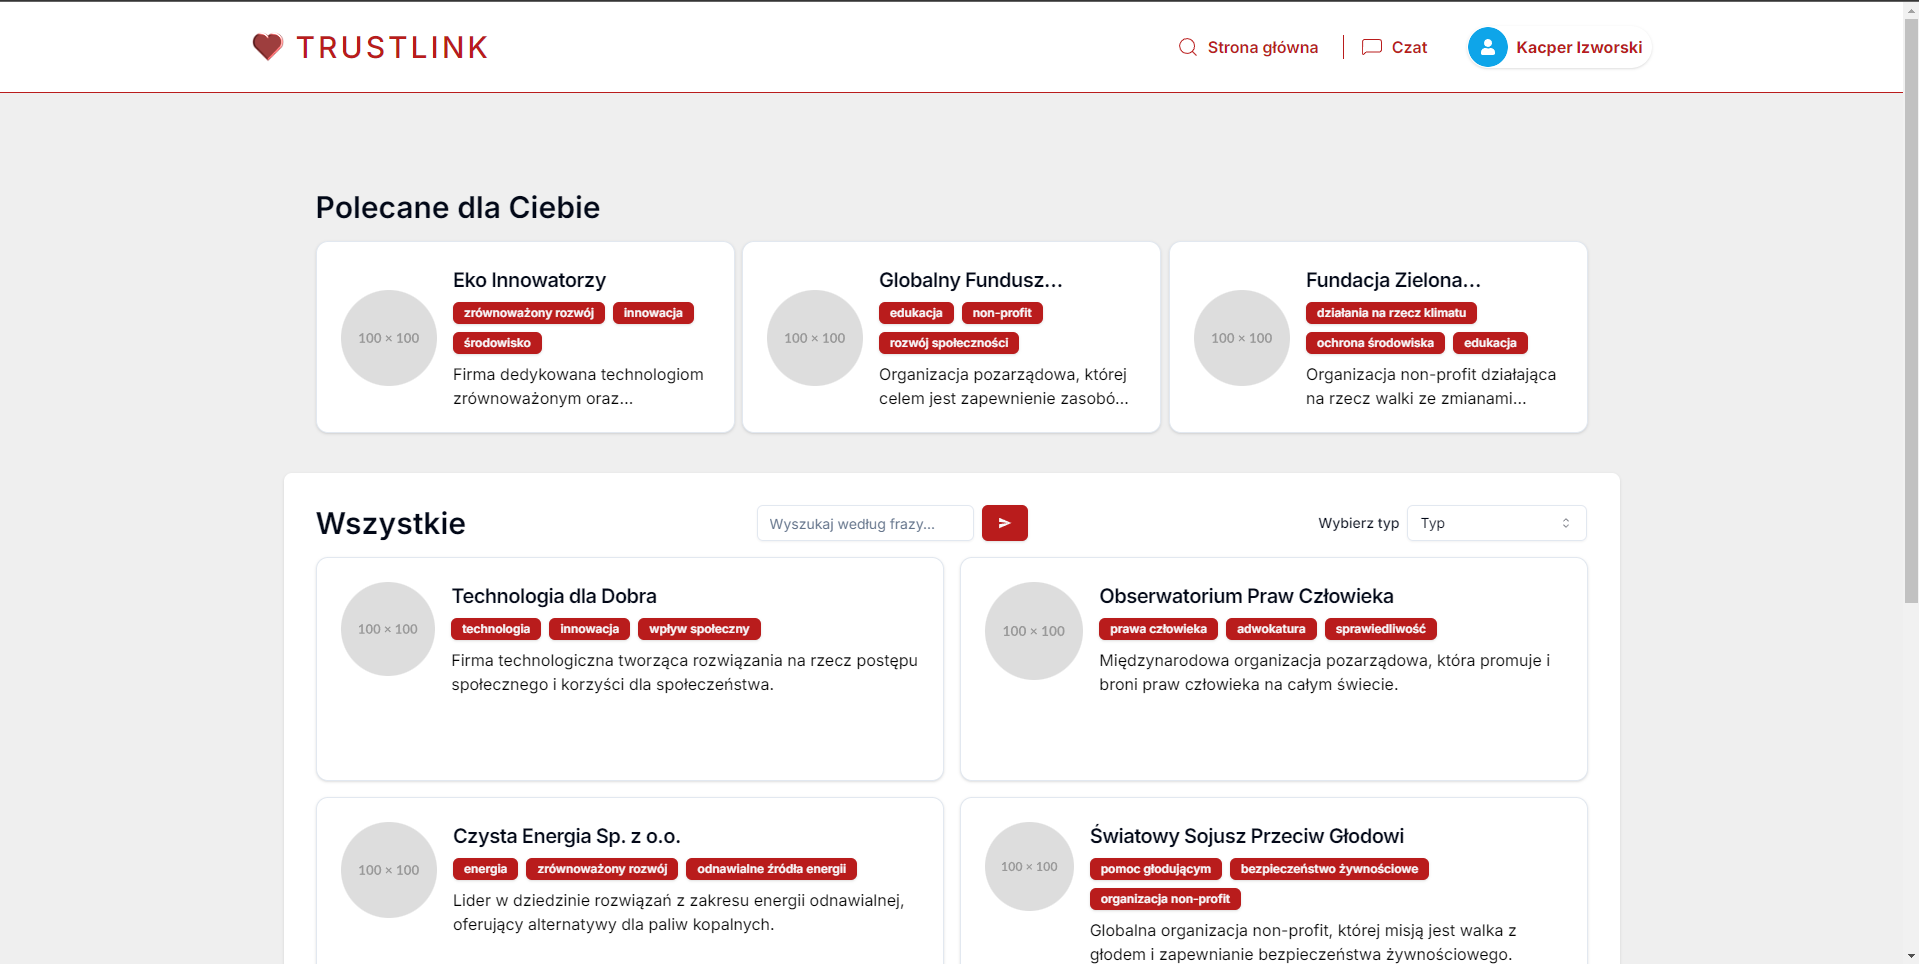 TRUSTLINK
Strona główna
Czat
Kacper Izworski
Polecane dla Ciebie
100 × 100
Eko Innowatorzy
zrównoważony rozwój innowacja
środowisko
Firma dedykowana technologiom
zrównoważonym oraz...
100 × 100
Globalny Fundusz...
edukacja non-profit
rozwój społeczności
Organizacja pozarządowa, której
celem jest zapewnienie zasobó...
100 × 100
Fundacja Zielona...
działania na rzecz klimatu
ochrona środowiska edukacja
Organizacja non-profit działająca
na rzecz walki ze zmianami...
Wszystkie
Wyszukaj według frazy...
Wybierz typ
Typ
100 × 100
Technologia dla Dobra
technologia innowacja wpływ społeczny
Firma technologiczna tworząca rozwiązania na rzecz postępu
społecznego i korzyści dla społeczeństwa.
100 × 100
Obserwatorium Praw Człowieka
prawa człowieka adwokatura sprawiedliwość
Międzynarodowa organizacja pozarządowa, która promuje i
broni praw człowieka na całym świecie.
100 × 100
Czysta Energia Sp. z o.o.
energia zrównoważony rozwój odnawialne źródła energii
Lider w dziedzinie rozwiązań z zakresu energii odnawialnej,
oferujący alternatywy dla paliw kopalnych.
100 × 100
Światowy Sojusz Przeciw Głodowi
pomoc głodującym bezpieczeństwo żywnościowe
organizacja non-profit
Globalna organizacja non-profit, której misją jest walka z
głodem i zapewnianie bezpieczeństwa żywnościowego.